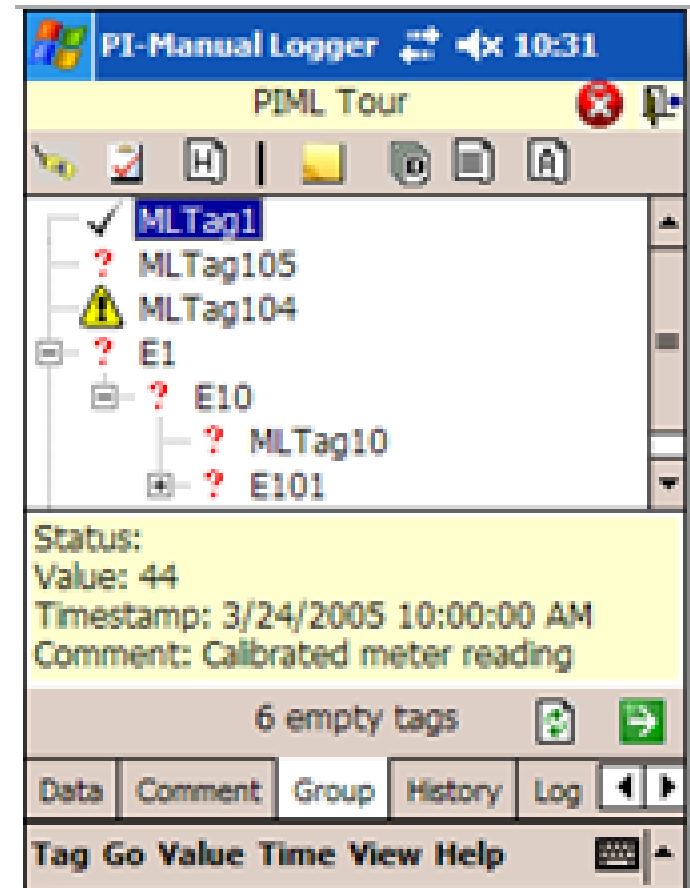 PI-Manual Logger 10:31
PIML Tour
H D A
MLTag1
? MLTag105
! MLTag104
? E1
? E10
? MLTag10
? E101
Status:
Value: 44
Timestamp: 3/24/2005 10:00:00 AM
Comment: Calibrated meter reading
6 empty tags
Data Comment Group History Log
Tag Go Value Time View Help